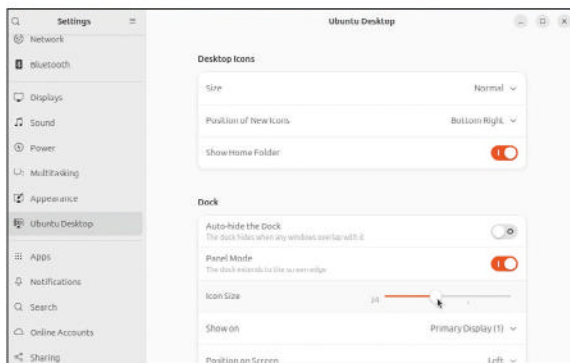 Settings
Ubuntu Desktop
Network
Bluetooth
Displays
Sound
Power
Multitasking
Appearance
Ubuntu Desktop
Apps
Notifications
Search
Online Accounts
Sharing
Desktop Icons
Size
Normal
Position of New Icons
Bottom Right
Show Home Folder
Dock
Auto-hide the Dock
The dock hides when any windows overlap with it
Panel Mode
The dock extends to the screen edge
Icon Size
Show on
Primary Display (1)
Position on Screen
Left